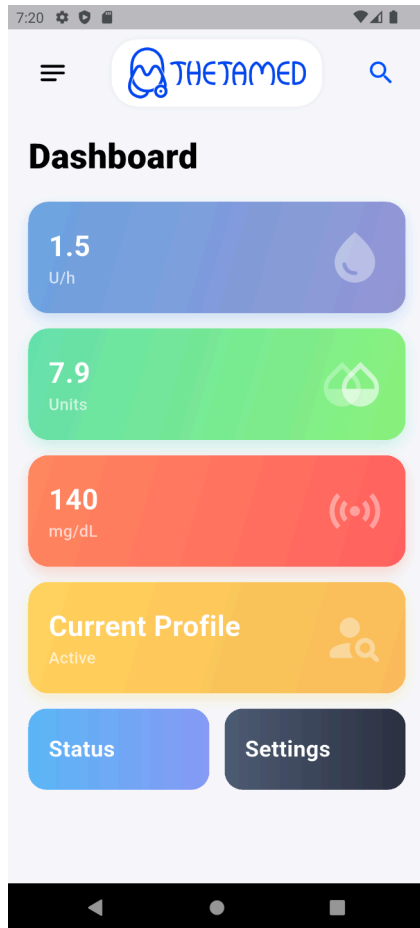 7:20
THETAMED
Dashboard
1.5
U/h
7.9
Units
140
mg/dL
Current Profile
Active
Status
Settings